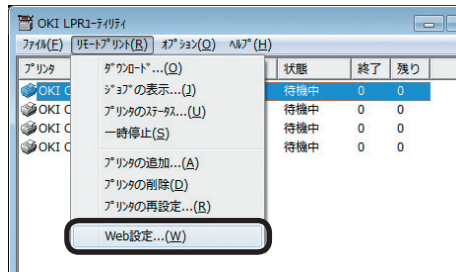 OKI LPRﾕｰﾃｨﾘﾃｨ
ﾌｧｲﾙ(F) ﾘﾓｰﾄﾌﾟﾘﾝﾄ(R) ｵﾌﾟｼｮﾝ(O) ﾍﾙﾌﾟ(H)
ﾌﾟﾘﾝﾀ 状態 終了 残り
ﾀﾞｳﾝﾛｰﾄﾞ...(O)
OKI C 待機中 0 0
ｼﾞｮﾌﾞの表示...(J)
OKI C 待機中 0 0
ﾌﾟﾘﾝﾀのｽﾃｰﾀｽ...(U)
OKI C 待機中 0 0
一時停止(S)
OKI C 待機中 0 0
ﾌﾟﾘﾝﾀの追加...(A)
ﾌﾟﾘﾝﾀの削除(D)
ﾌﾟﾘﾝﾀの再設定...(R)
Web設定...(W)